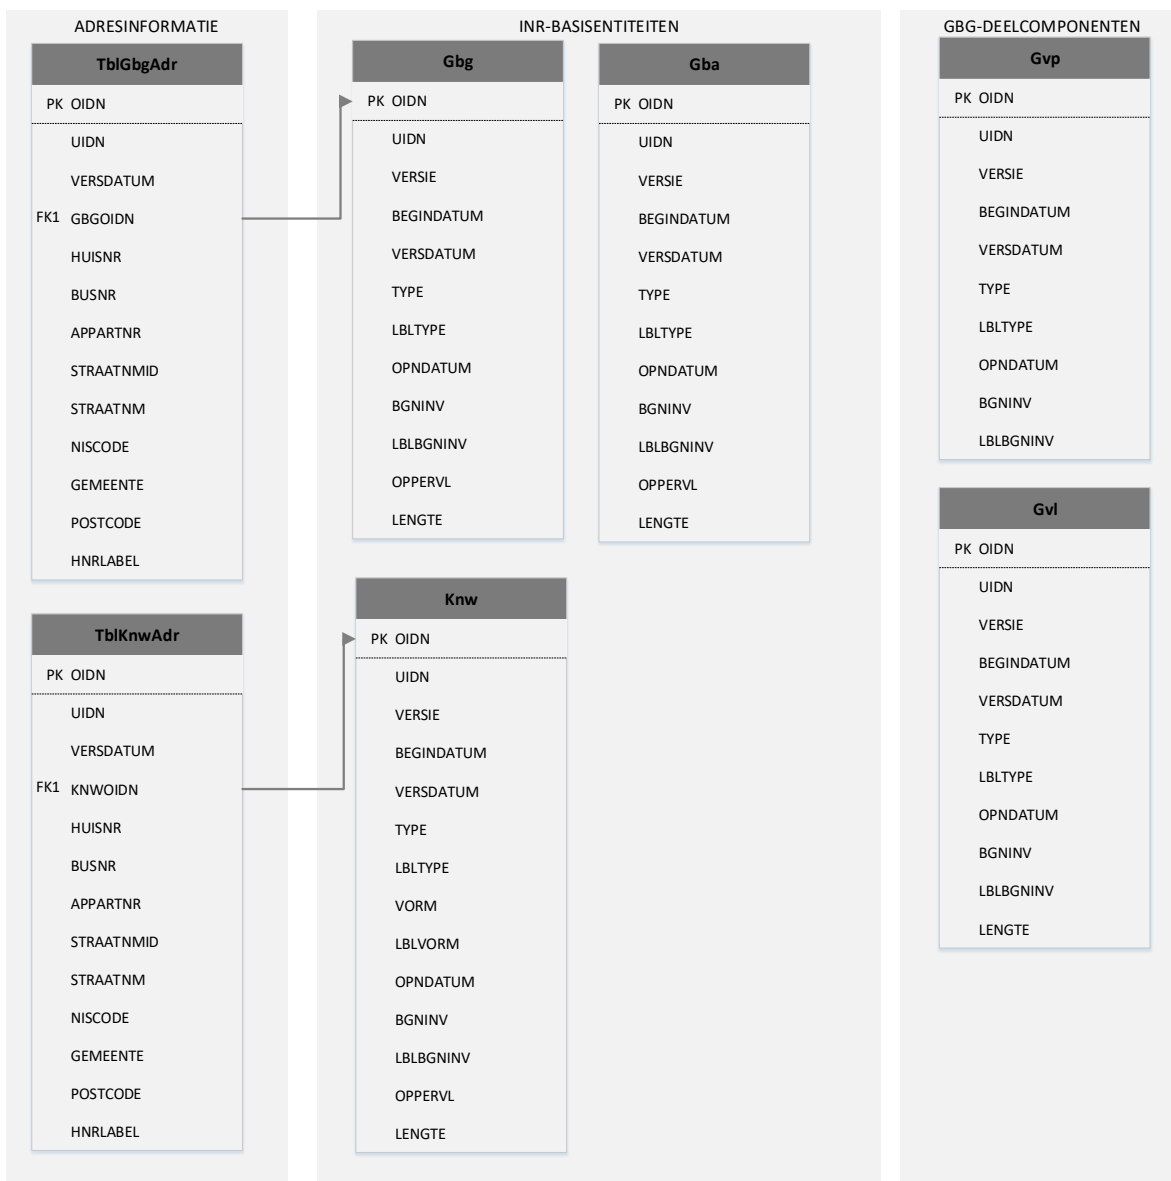 ADRESINFORMATIE
TblGbgAdr
PK OIDN
UIDN
VERSDATUM
FK1 GBGOIDN
HUISNR
BUSNR
APPARTNR
STRAATNMID
STRAATNM
NISCODE
GEMEENTE
POSTCODE
HNRLABEL
TblKnwAdr
PK OIDN
UIDN
VERSDATUM
FK1 KNWOIDN
HUISNR
BUSNR
APPARTNR
STRAATNMID
STRAATNM
NISCODE
GEMEENTE
POSTCODE
HNRLABEL
INR-BASISENTITEITEN
Gbg
PK OIDN
UIDN
VERSIE
BEGINDATUM
VERSDATUM
TYPE
LBLTYPE
OPNDATUM
BGNINV
LBLBGNINV
OPPERVL
LENGTE
Gba
PK OIDN
UIDN
VERSIE
BEGINDATUM
VERSDATUM
TYPE
LBLTYPE
OPNDATUM
BGNINV
LBLBGNINV
OPPERVL
LENGTE
Knw
PK OIDN
UIDN
VERSIE
BEGINDATUM
VERSDATUM
TYPE
LBLTYPE
VORM
LBLVORM
OPNDATUM
BGNINV
LBLBGNINV
OPPERVL
LENGTE
GBG-DEELCOMPONENTEN
Gvp
PK OIDN
UIDN
VERSIE
BEGINDATUM
VERSDATUM
TYPE
LBLTYPE
OPNDATUM
BGNINV
LBLBGNINV
Gvl
PK OIDN
UIDN
VERSIE
BEGINDATUM
VERSDATUM
TYPE
LBLTYPE
OPNDATUM
BGNINV
LBLBGNINV
LENGTE